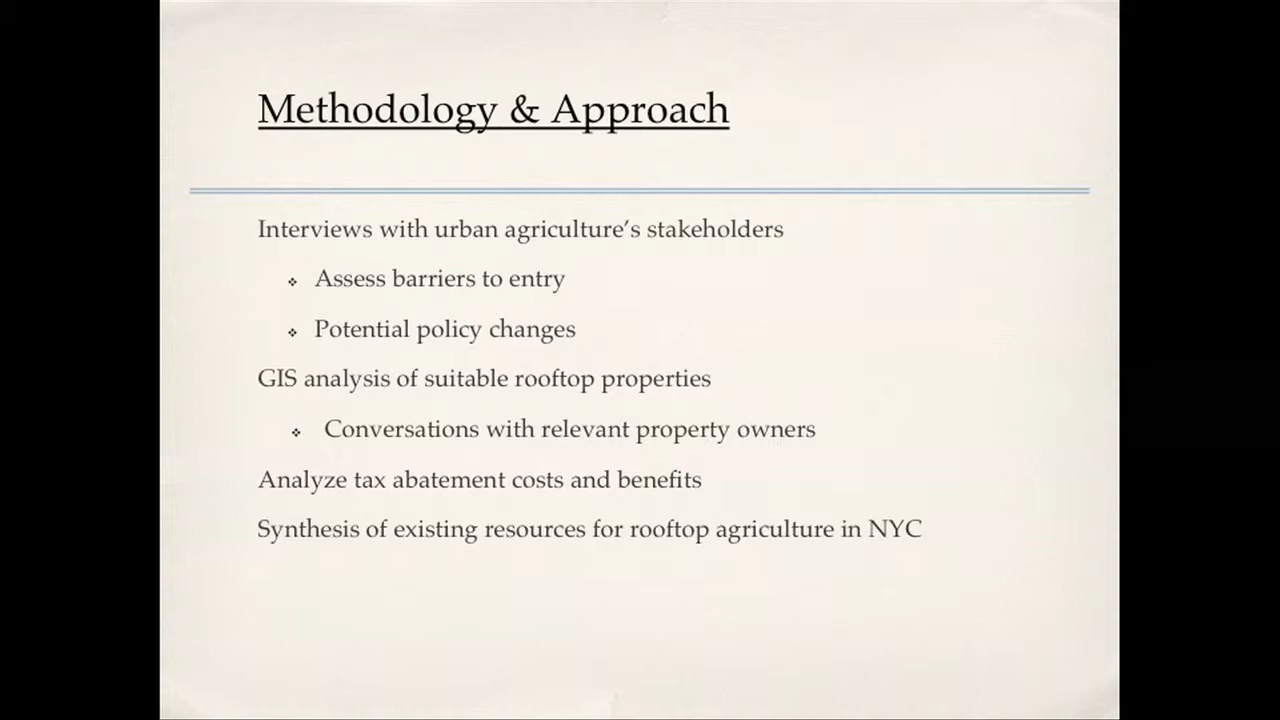 Methodology & Approach
Interviews with urban agriculture’s stakeholders
❖ Assess barriers to entry
❖ Potential policy changes
GIS analysis of suitable rooftop properties
❖ Conversations with relevant property owners
Analyze tax abatement costs and benefits
Synthesis of existing resources for rooftop agriculture in NYC